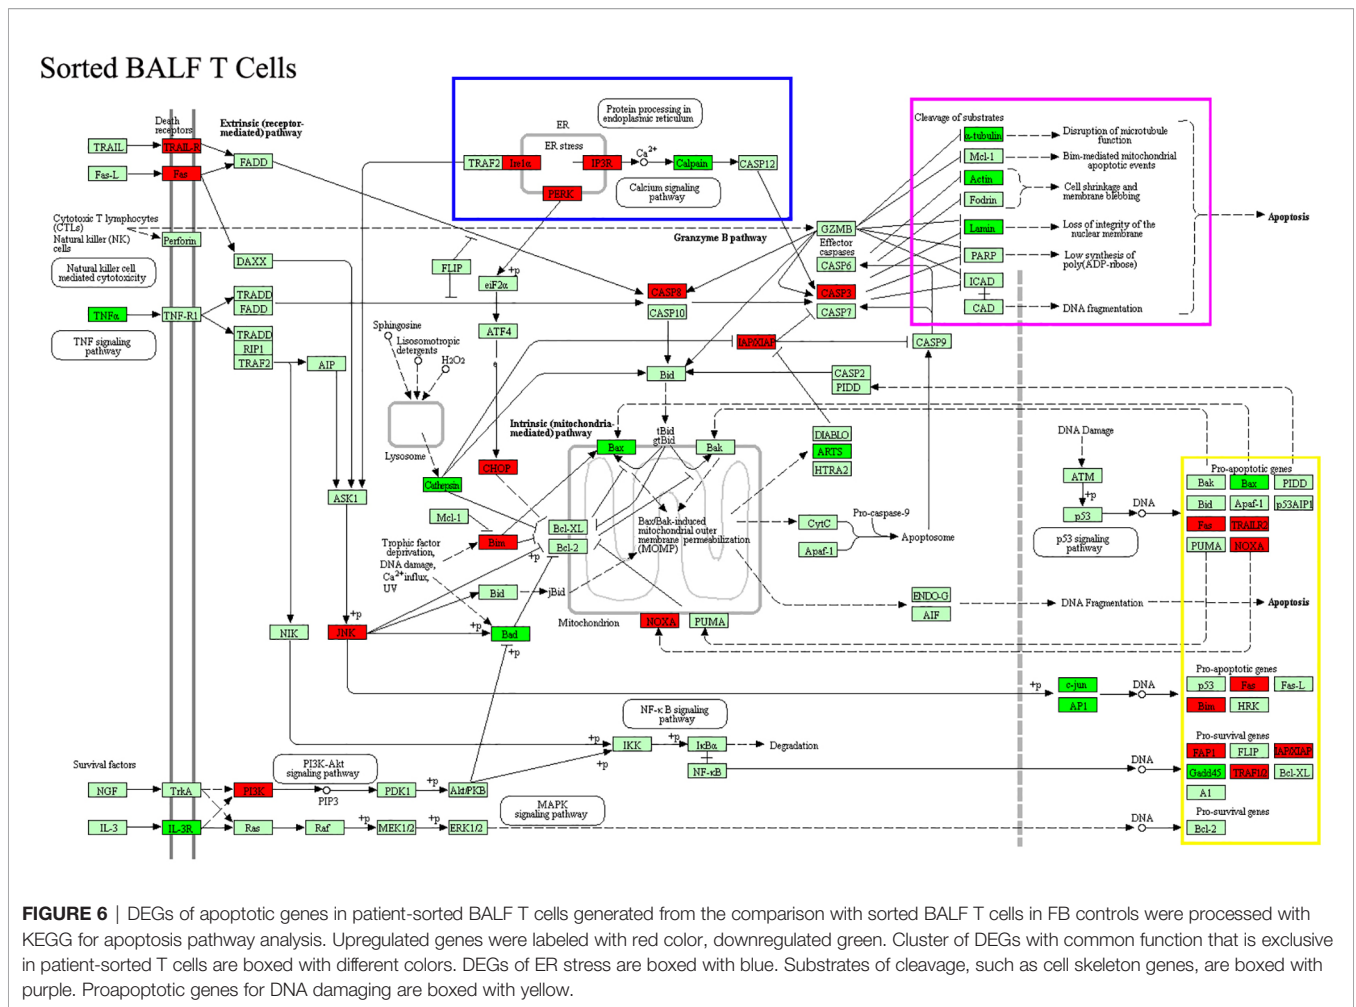 Sorted BALF T Cells
Death
receptors
Extrinsic (receptor-
mediated) pathway
TRAIL
TRAIL-R
FADD
Fas-L
Fas
Cytotoxic T lymphocytes
(CTLs)
Natural killer (NK)
cells
Perforin
Natural killer cell
mediated cytotoxicity
DAXX
TNFα
TNF-R1
TRADD
FADD
TRADD
RIP1
TRAF2
TNF signaling
pathway
AIP
ER
Protein processing in
endoplasmic reticulum
ER stress
TRAF2
Ire1α
IP3R
Ca2+
Calpain
CASP12
PERK
Calcium signaling
pathway
Granzyme B pathway
GZMB
Effector
caspases
CASP6
CASP3
CASP7
FLIP
+p
eiF2α
ATF4
CASP8
CASP10
IAP/XIAP
CASP9
Bid
CASP2
PIDD
Cleavage of substrates
α-tubulin
Disruption of microtubule
function
Mcl-1
Bim-mediated mitochondrial
apoptotic events
Actin
Fodrin
Cell shrinkage and
membrane blebbing
Lamin
Loss of integrity of the
nuclear membrane
PARP
Low synthesis of
poly(ADP-ribose)
ICAD
CAD
DNA fragmentation
Apoptosis
Sphingosine
Lisosomotropic
detergents
H2O2
Lysosome
Cathepsin
CHOP
Intrinsic (mitochondria-
mediated) pathway
tBid
gtBid
Bax
Bak
DIABLO
ARTS
HTRA2
ASK1
Mcl-1
Bim
Bcl-XL
Bcl-2
+p
Bax/Bak-induced
mitochondrial outer
membrane permeabilization
(MOMP)
CytC
Apaf-1
Pro-caspase-9
Apoptosome
Trophic factor
deprivation,
DNA damage,
Ca2+ influx,
UV
Bid
jBid
Mitochondrion
NOXA
PUMA
ENDO-G
AIF
DNA Fragmentation
Apoptosis
DNA Damage
ATM
+p
p53
DNA
p53 signaling
pathway
Pro-apoptotic genes
Bak
Bax
PIDD
Bid
Apaf-1
p53AIP1
Fas
TRAILR2
PUMA
NOXA
NIK
+p
JNK
+p
Bad
+p
+p
c-jun
AP1
DNA
Pro-apoptotic genes
p53
Fas
Fas-L
Bim
HRK
NF-κB signaling
pathway
+p
IKK
+p
+p
IκBα
NF-κB
Degradation
DNA
Pro-survival genes
FAP1
FLIP
IAP/XIAP
Gadd45
TRAF1/2
Bcl-XL
A1
Pro-survival genes
Bcl-2
Survival factors
NGF
TrkA
PI3K
PI3K-Akt
signaling pathway
PIP3
PDK1
+p
Akt/PKB
IL-3
IL-3R
Ras
Raf
+p
MEK1/2
+p
ERK1/2
MAPK
signaling pathway
DNA
FIGURE 6 | DEGs of apoptotic genes in patient-sorted BALF T cells generated from the comparison with sorted BALF T cells in FB controls were processed with
KEGG for apoptosis pathway analysis. Upregulated genes were labeled with red color, downregulated green. Cluster of DEGs with common function that is exclusive
in patient-sorted T cells are boxed with different colors. DEGs of ER stress are boxed with blue. Substrates of cleavage, such as cell skeleton genes, are boxed with
purple. Proapoptotic genes for DNA damaging are boxed with yellow.